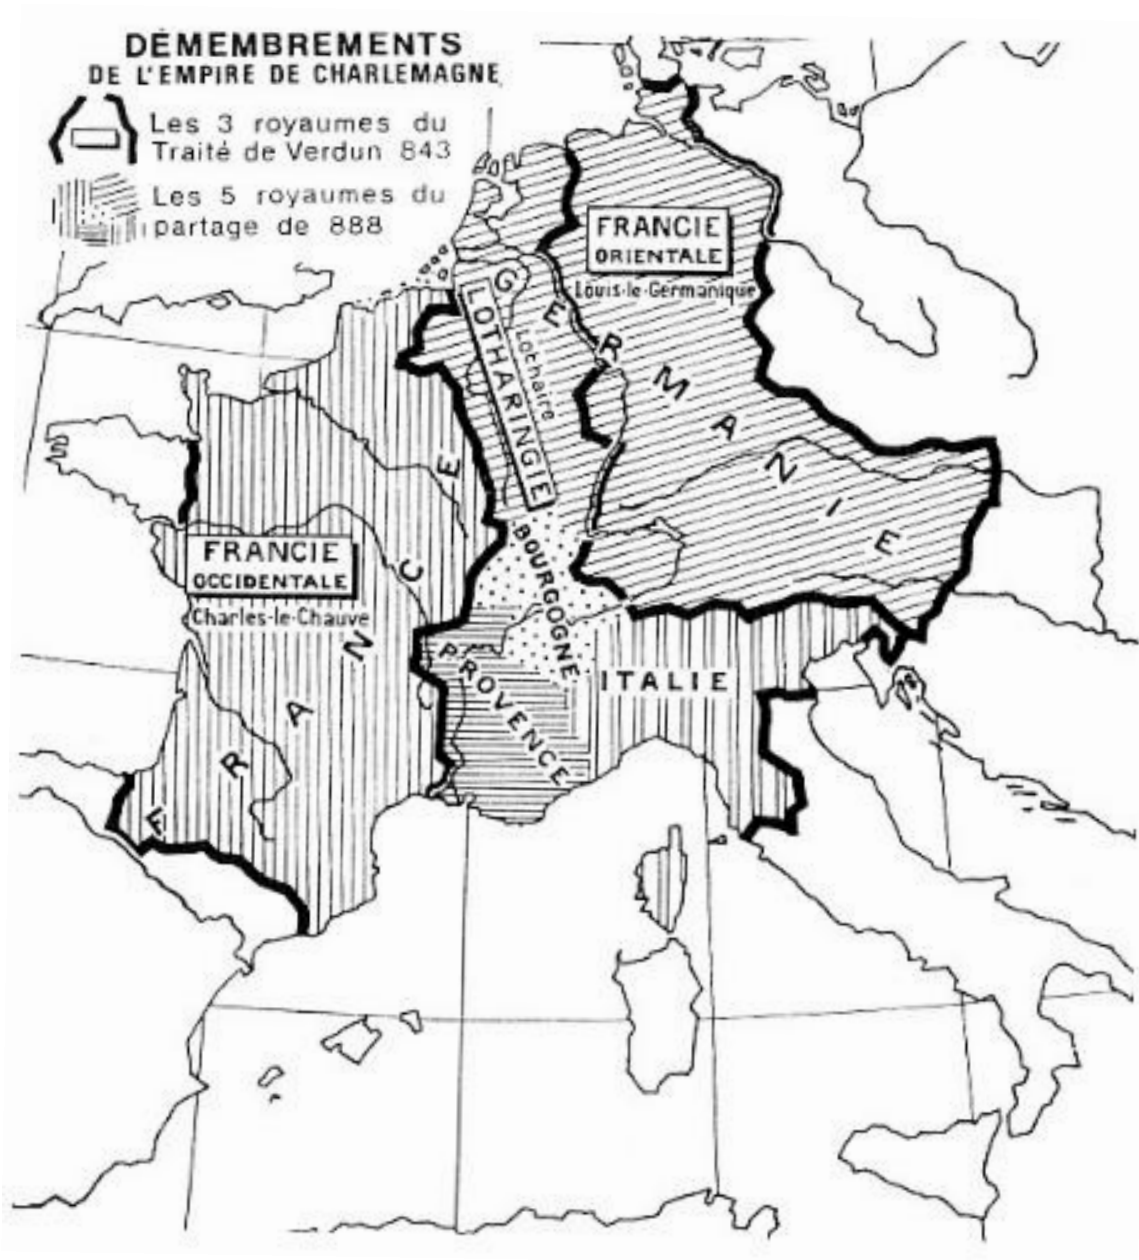 DÉMEMBREMENTS
DE L'EMPIRE DE CHARLEMAGNE
Les 3 royaumes du
Traité de Verdun 843
Les 5 royaumes du
partage de 888
FRANCIE
ORIENTALE
Louis-le-Germanique
GERMANIE
LOTHARINGIE
Lothaire
FRANCIE
OCCIDENTALE
Charles-le-Chauve
FRANCE
BOURGOGNE
PROVENCE
ITALIE